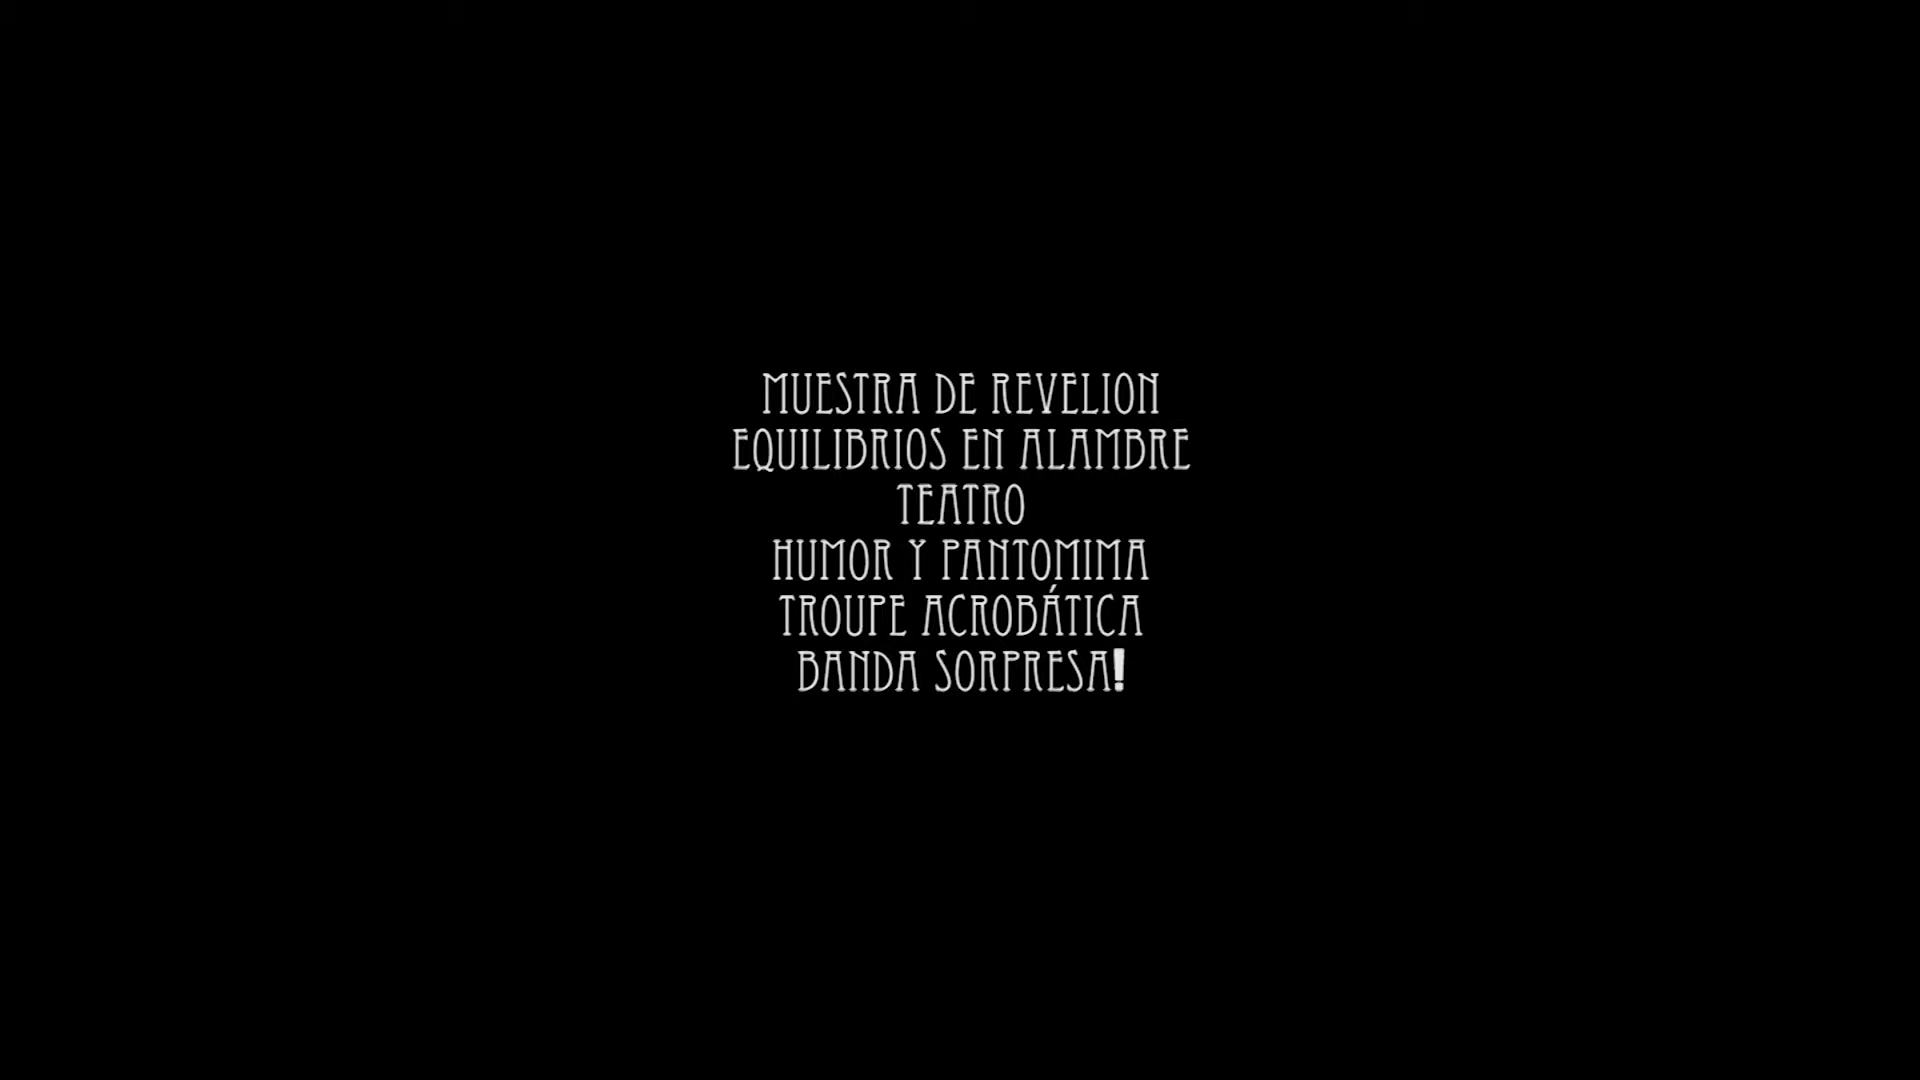 MUESTRA DE REVELION
EQUILIBRIOS EN ALAMBRE
TEATRO
HUMOR Y PANTOMIMA
TROUPE ACROBÁTICA
BANDA SORPRESA!